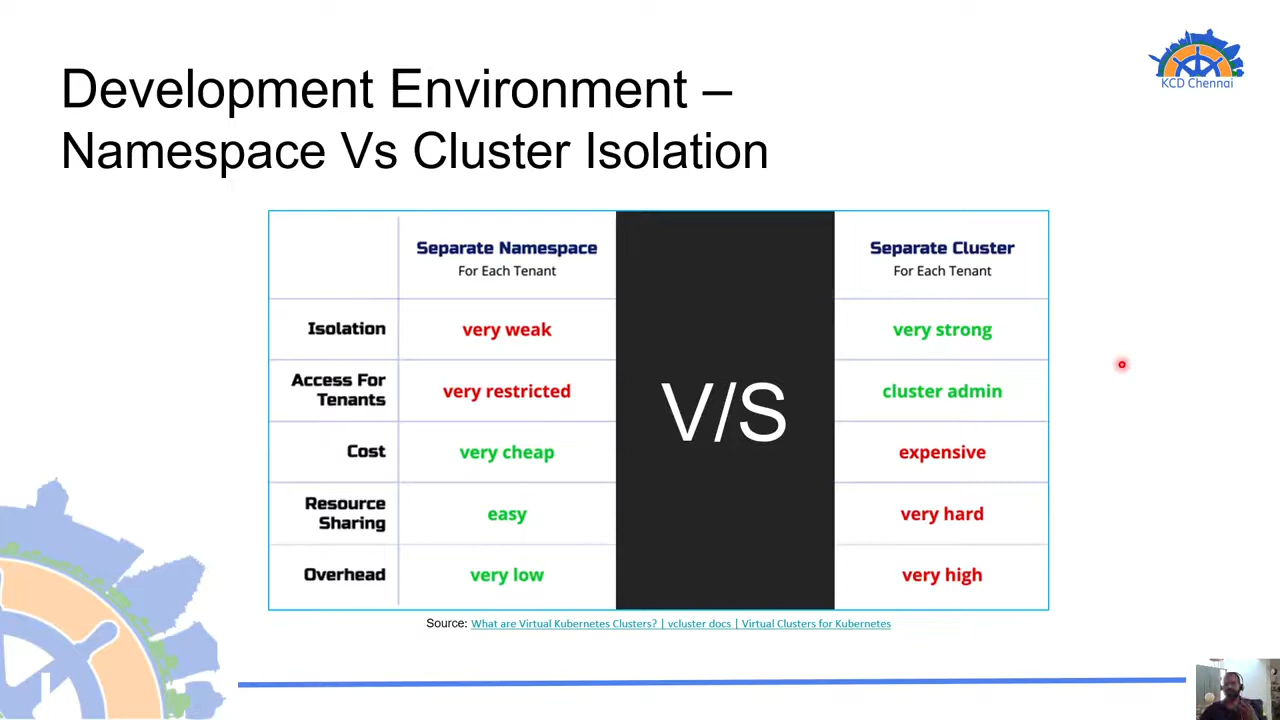 KCD Chennai
Development Environment –
Namespace Vs Cluster Isolation
Separate Namespace
For Each Tenant
Separate Cluster
For Each Tenant
Isolation
very weak
very strong
Access For
Tenants
very restricted
cluster admin
V/S
Cost
very cheap
expensive
Resource
Sharing
easy
very hard
Overhead
very low
very high
Source: What are Virtual Kubernetes Clusters? | vcluster docs | Virtual Clusters for Kubernetes